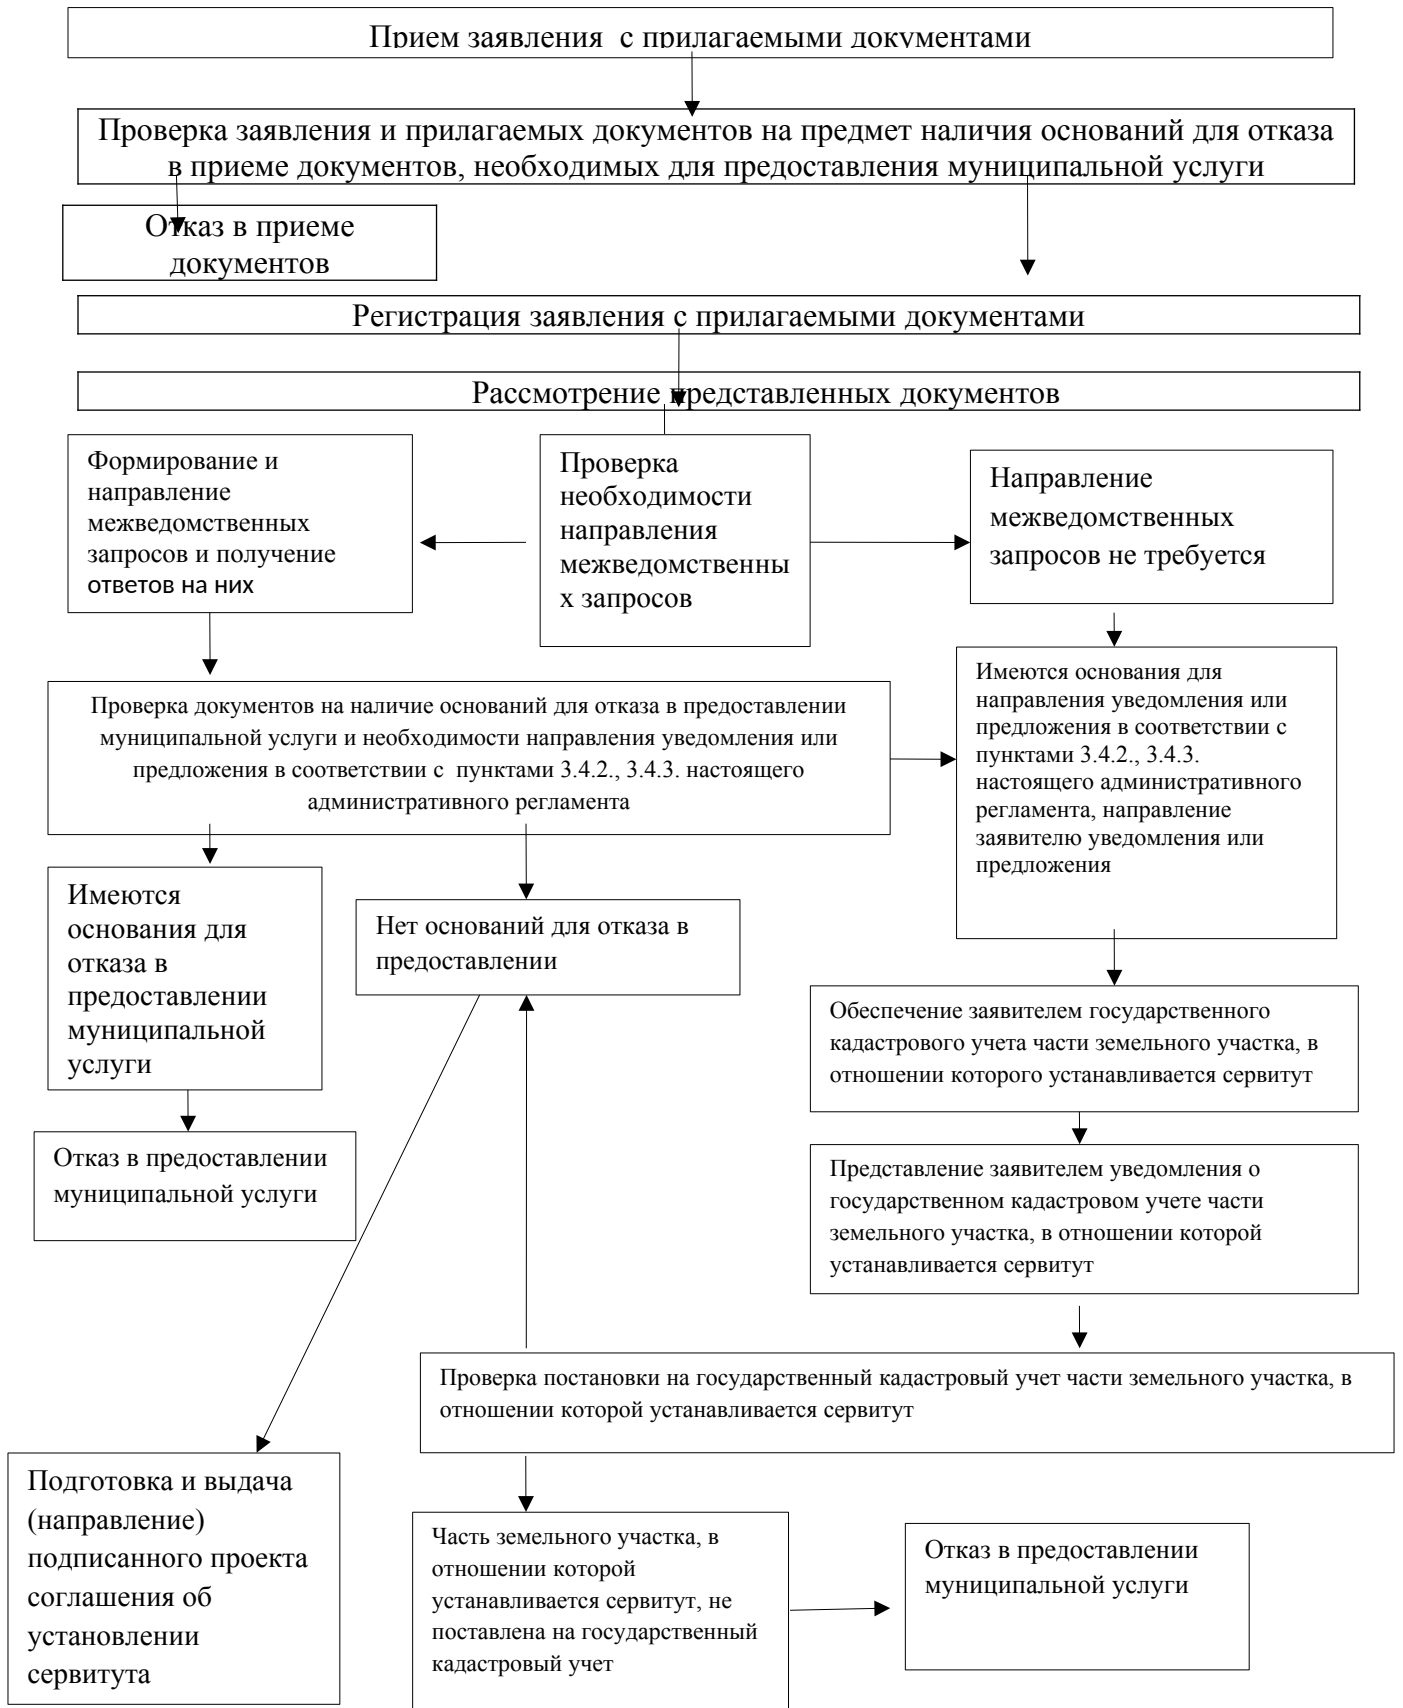 Прием заявления  с прилагаемыми документами
Проверка заявления и прилагаемых документов на предмет наличия оснований для отказа
в приеме документов, необходимых для предоставления муниципальной услуги
Отказ в приеме
документов
Регистрация заявления с прилагаемыми документами
Рассмотрение представленных документов
Формирование и
направление
межведомственных
запросов и получение
ответов на них
Проверка
необходимости
направления
межведомственны
х запросов
Направление
межведомственных
запросов не требуется
Проверка документов на наличие оснований для отказа в предоставлении
муниципальной услуги и необходимости направления уведомления или
предложения в соответствии с  пунктами 3.4.2., 3.4.3. настоящего
административного регламента
Имеются основания для
направления уведомления или
предложения в соответствии с
пунктами 3.4.2., 3.4.3.
настоящего административного
регламента, направление
заявителю уведомления или
предложения
Имеются
основания для
отказа в
предоставлении
муниципальной
услуги
Нет оснований для отказа в
предоставлении
Обеспечение заявителем государственного
кадастрового учета части земельного участка, в
отношении которого устанавливается сервитут
Отказ в предоставлении
муниципальной услуги
Представление заявителем уведомления о
государственном кадастровом учете части
земельного участка, в отношении которой
устанавливается сервитут
Проверка постановки на государственный кадастровый учет части земельного участка, в
отношении которой устанавливается сервитут
Подготовка и выдача
(направление)
подписанного проекта
соглашения об
установлении
сервитута
Часть земельного участка, в
отношении которой
устанавливается сервитут, не
поставлена на государственный
кадастровый учет
Отказ в предоставлении
муниципальной услуги